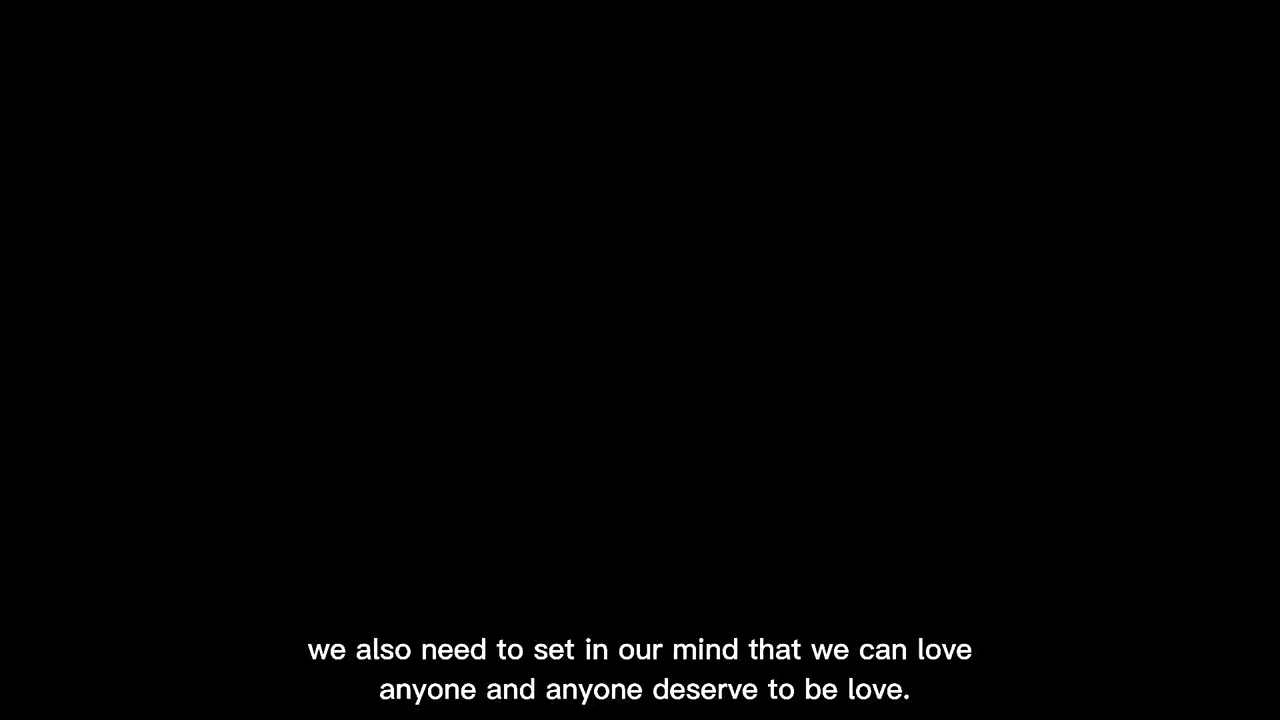 we also need to set in our mind that we can love
anyone and anyone deserve to be love.